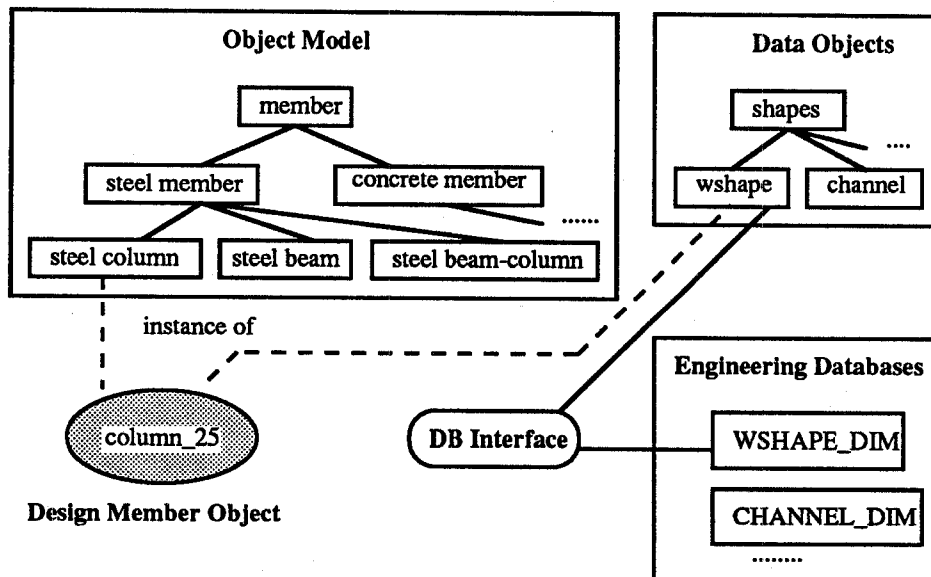 Object Model
member
steel member
concrete member
.......
steel column
steel beam
steel beam-column
Data Objects
shapes
....
wshape
channel
instance of
column_25
Design Member Object
DB Interface
Engineering Databases
WSHAPE_DIM
CHANNEL_DIM
........